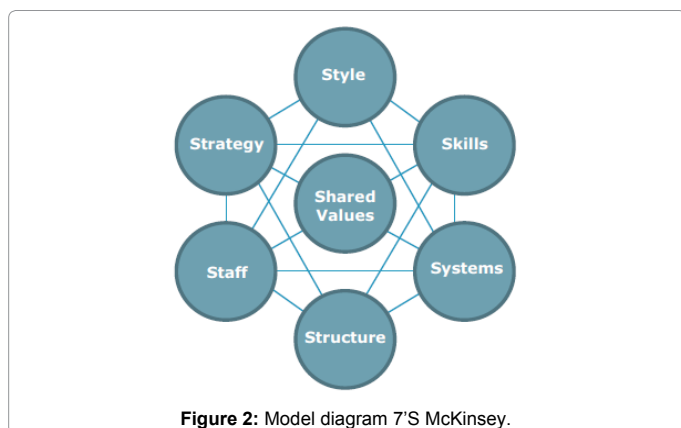 Style
Strategy
Skills
Shared
Values
Staff
Systems
Structure
Figure 2: Model diagram 7’S McKinsey.